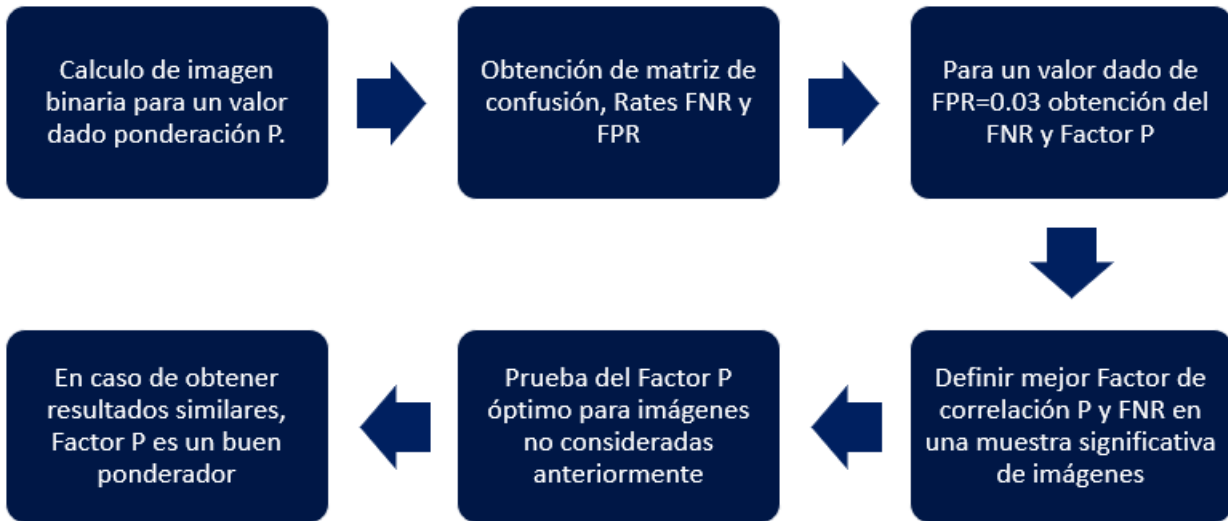 Calculo de imagen
binaria para un valor
dado ponderación P.
Obtención de matriz de
confusión, Rates FNR y
FPR
Para un valor dado de
FPR=0.03 obtención del
FNR y Factor P
Definir mejor Factor de
correlación P y FNR en
una muestra significativa
de imágenes
Prueba del Factor P
óptimo para imágenes
no consideradas
anteriormente
En caso de obtener
resultados similares,
Factor P es un buen
ponderador